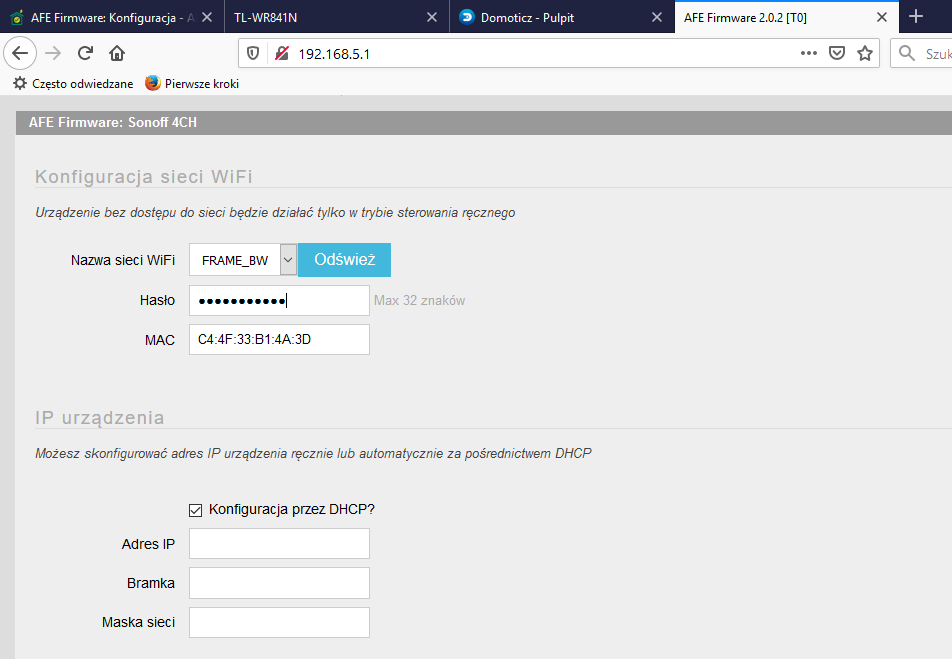 AFE Firmware: Konfiguracja - A
TL-WR841N
Domoticz - Pulpit
AFE Firmware 2.0.2 [T0]
192.168.5.1
Szuk
Często odwiedzane
Pierwsze kroki
AFE Firmware: Sonoff 4CH
Konfiguracja sieci WiFi
Urządzenie bez dostępu do sieci będzie działać tylko w trybie sterowania ręcznego
Nazwa sieci WiFi FRAME_BW Odśwież
Hasło ●●●●●●●●●●● Max 32 znaków
MAC C4:4F:33:B1:4A:3D
IP urządzenia
Możesz skonfigurować adres IP urządzenia ręcznie lub automatycznie za pośrednictwem DHCP
Konfiguracja przez DHCP?
Adres IP
Bramka
Maska sieci